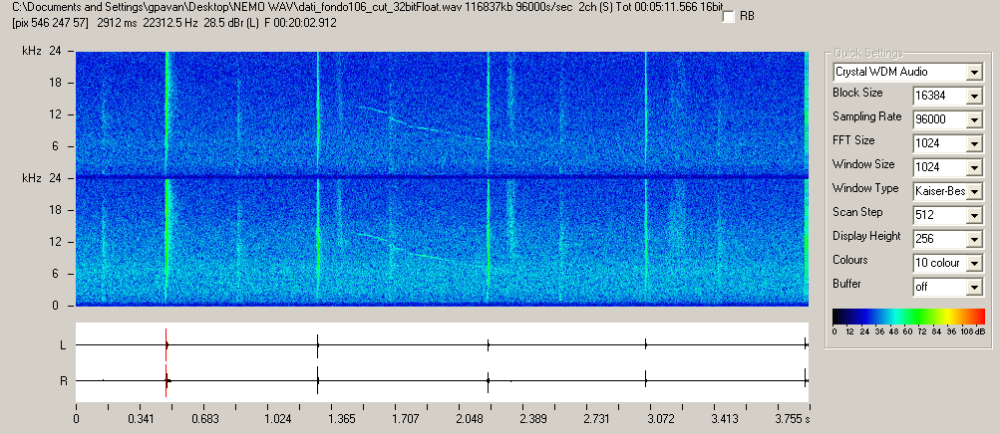 C:\Documents and Settings\gpavan\Desktop\NEMO WAV\dati_fondo106_cut_32bitFloat.wav 116837kb 96000s/sec 2ch (S) Tot 00:05:11.566 16bit
RB
[pix 546 247 57] 2912 ms 22312.5 Hz 28.5 dBr (L) F 00:20:02.912
kHz 24
18
12
6
kHz 24
18
12
6
0
L
R
0 0.341 0.683 1.024 1.365 1.707 2.048 2.389 2.731 3.072 3.413 3.755 s
Quick Settings
Crystal WDM Audio
Block Size 16384
Sampling Rate 96000
FFT Size 1024
Window Size 1024
Window Type Kaiser-Bes
Scan Step 512
Display Height 256
Colours 10 colour
Buffer off
0 12 24 36 48 60 72 84 96 108 dB